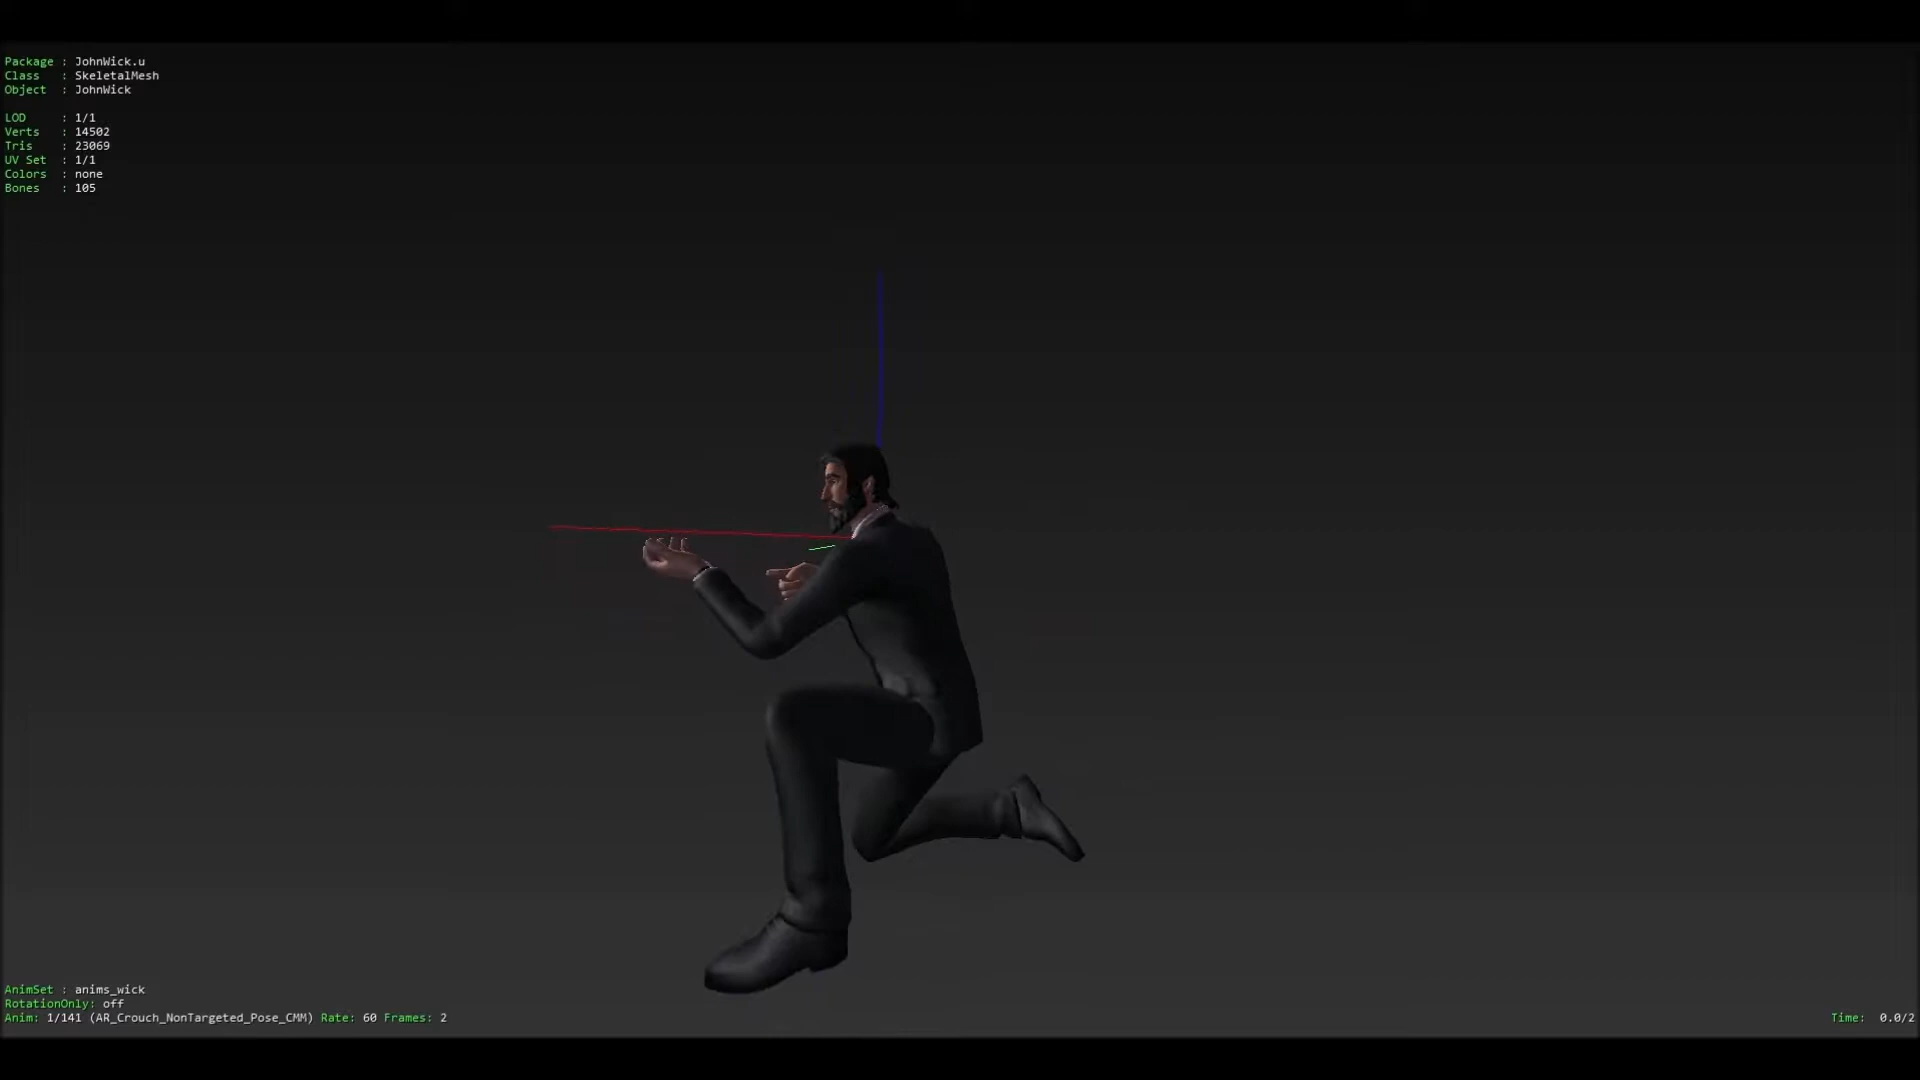 Package : JohnWick.u
Class : SkeletalMesh
Object : JohnWick
LOD : 1/1
Verts : 14502
Tris : 23069
UV Set : 1/1
Colors : none
Bones : 105
AnimSet : anims_wick
RotationOnly: off
Anim: 1/141 (AR_Crouch_NonTargeted_Pose_CMM) Rate: 60 Frames: 2
Time: 0.0/2